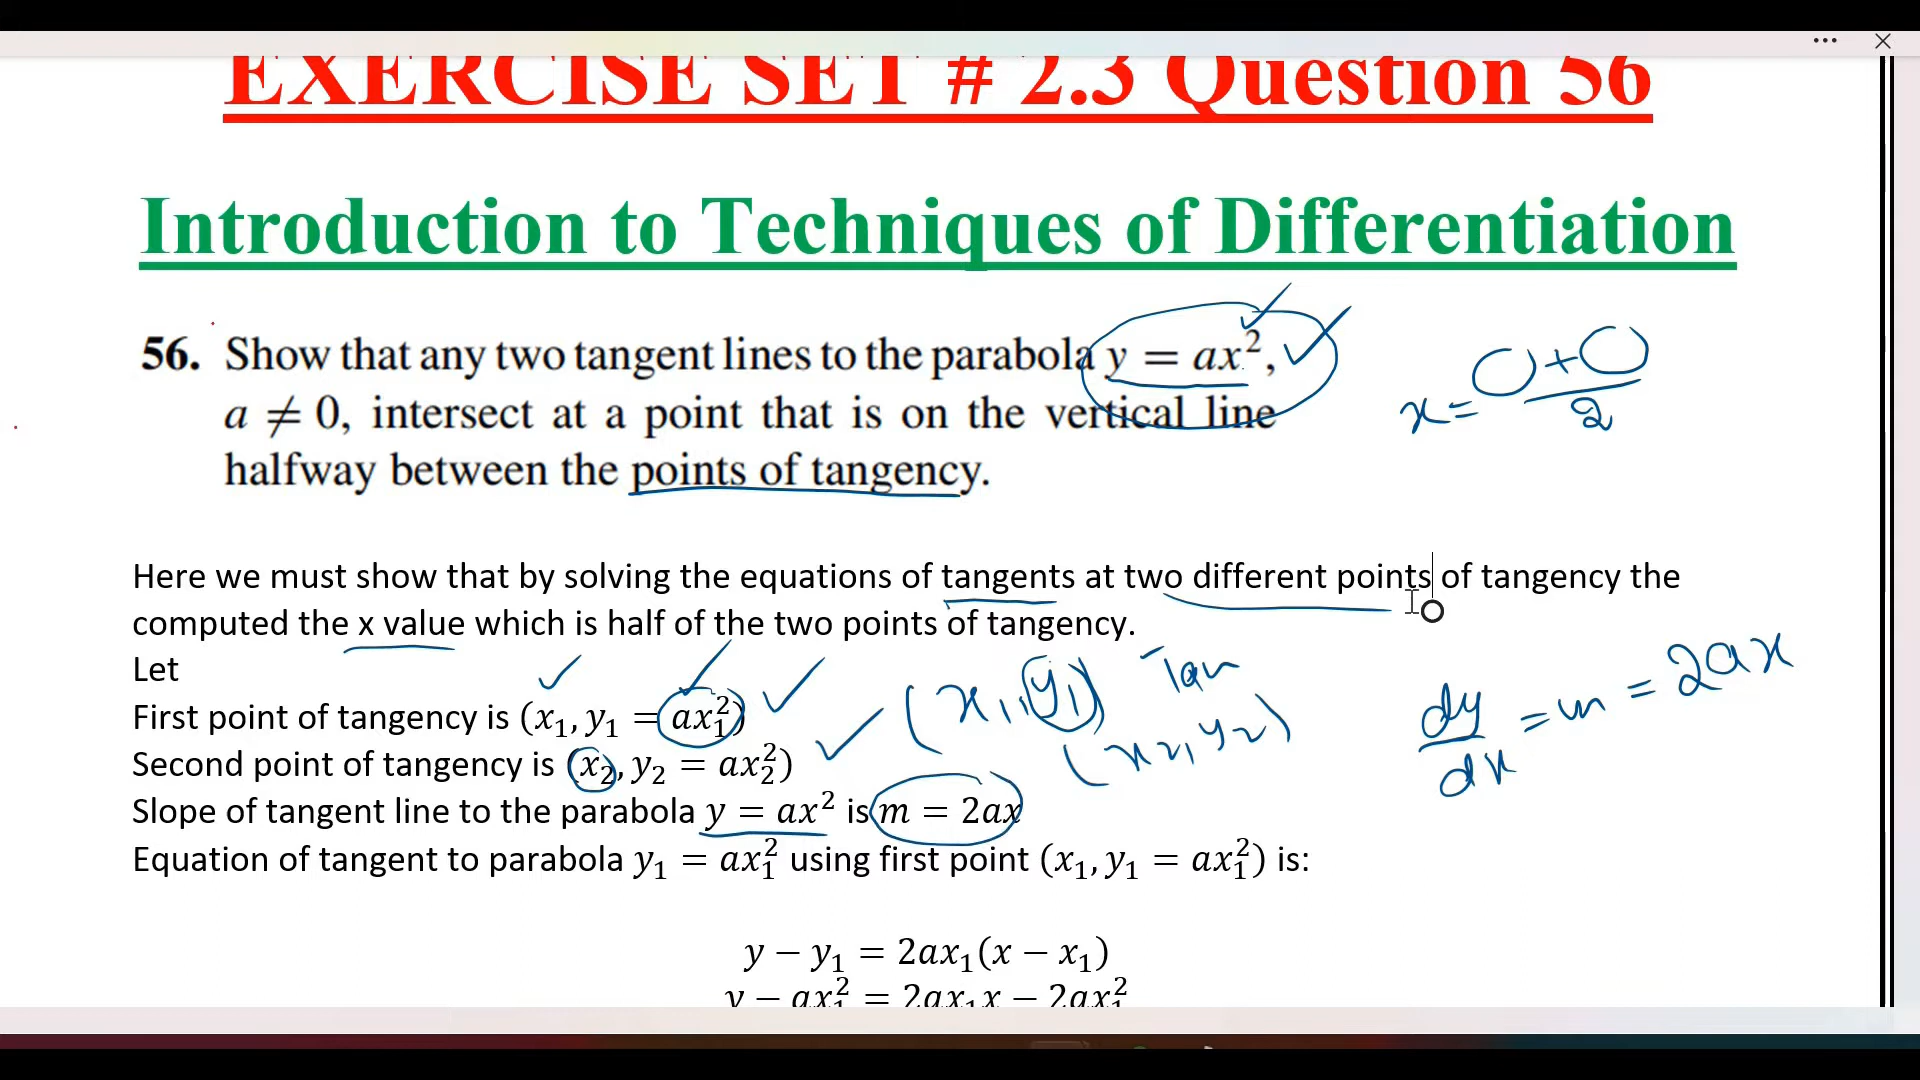 EXERCISE SET # 2.3 Question 56
Introduction to Techniques of Differentiation
56. Show that any two tangent lines to the parabola y = ax²,
a ≠ 0, intersect at a point that is on the vertical line
halfway between the points of tangency.
x = O + O / 2
Here we must show that by solving the equations of tangents at two different points of tangency the
computed the x value which is half of the two points of tangency.
Let
First point of tangency is (x₁, y₁ = ax₁²)
(x₁, y₁) Tan
Second point of tangency is (x₂, y₂ = ax₂²)
(x₂, y₂)
dy/dx = m = 2ax
Slope of tangent line to the parabola y = ax² is m = 2ax
Equation of tangent to parabola y₁ = ax₁² using first point (x₁, y₁ = ax₁²) is:
y − y₁ = 2ax₁(x − x₁)
y − ax₁² = 2ax₁x − 2ax₁²